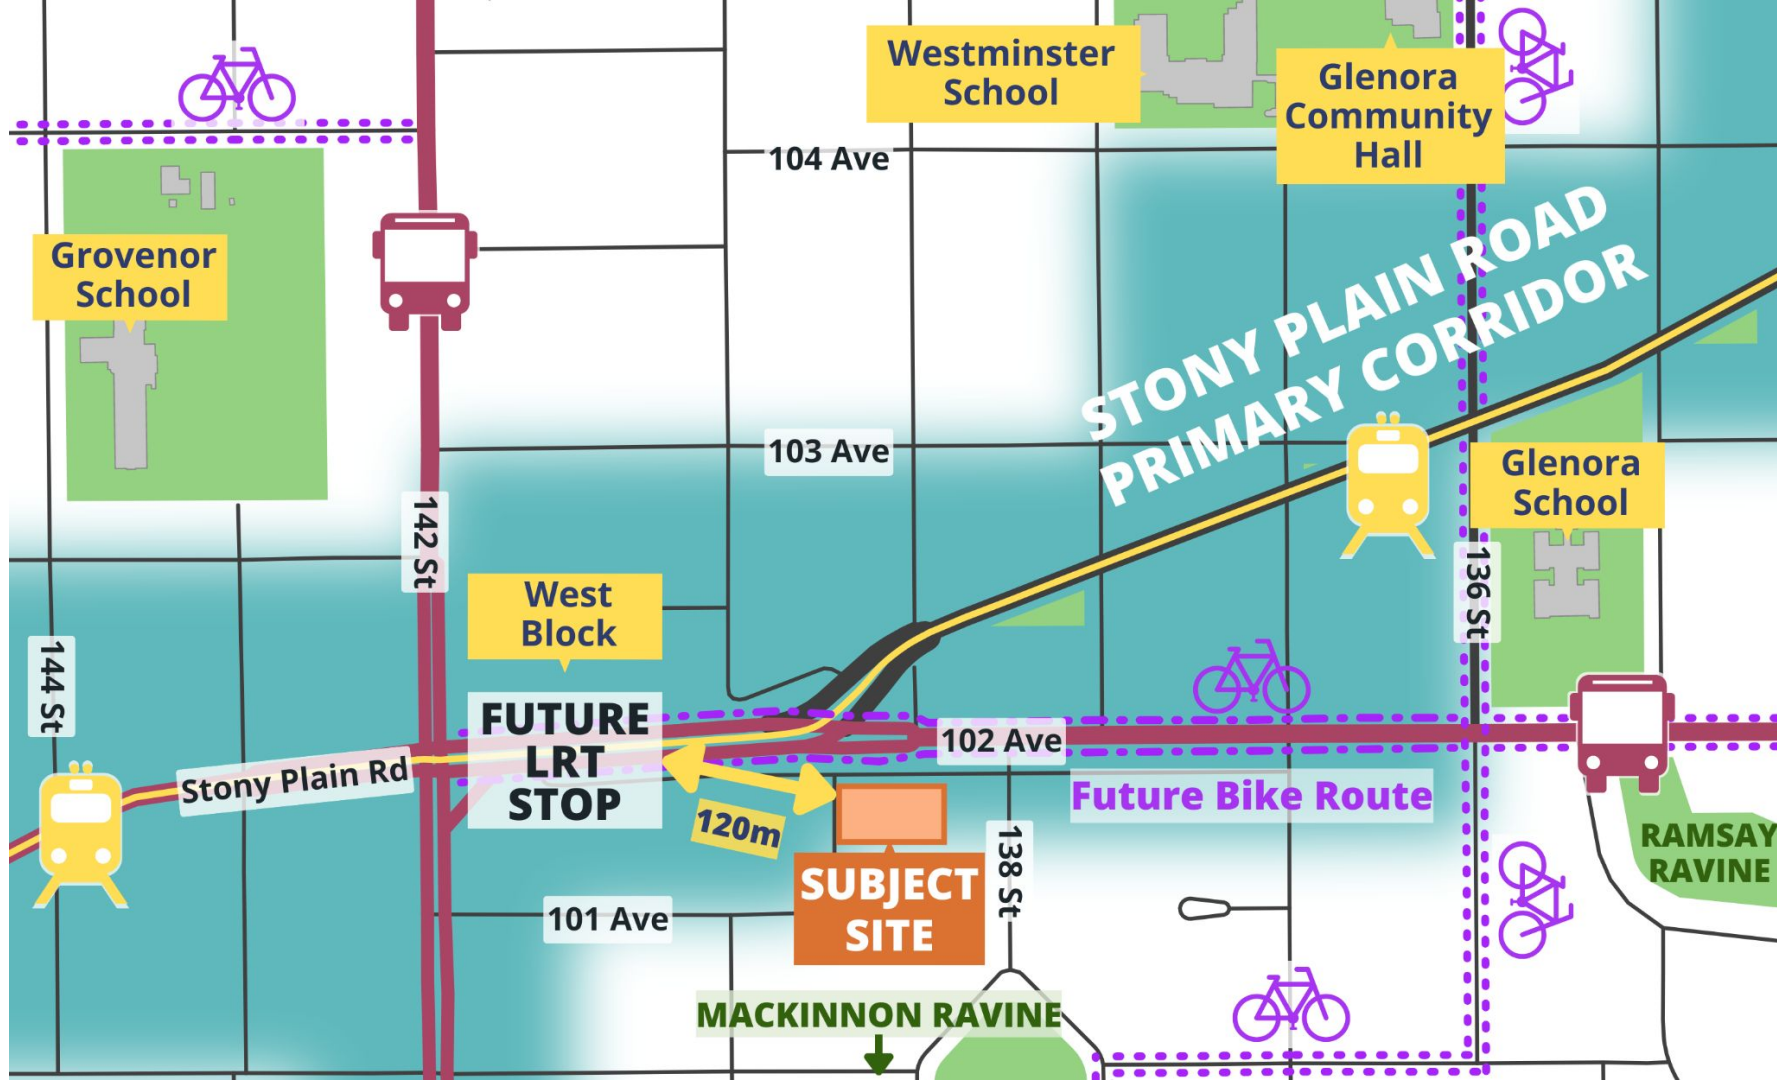 Westminster
School
Glenora
Community
Hall
104 Ave
Grovenor
School
STONY PLAIN ROAD
PRIMARY CORRIDOR
103 Ave
Glenora
School
142 St
136 St
West
Block
144 St
FUTURE
LRT
STOP
102 Ave
Stony Plain Rd
Future Bike Route
120m
138 St
RAMSAY
RAVINE
SUBJECT
SITE
101 Ave
MACKINNON RAVINE